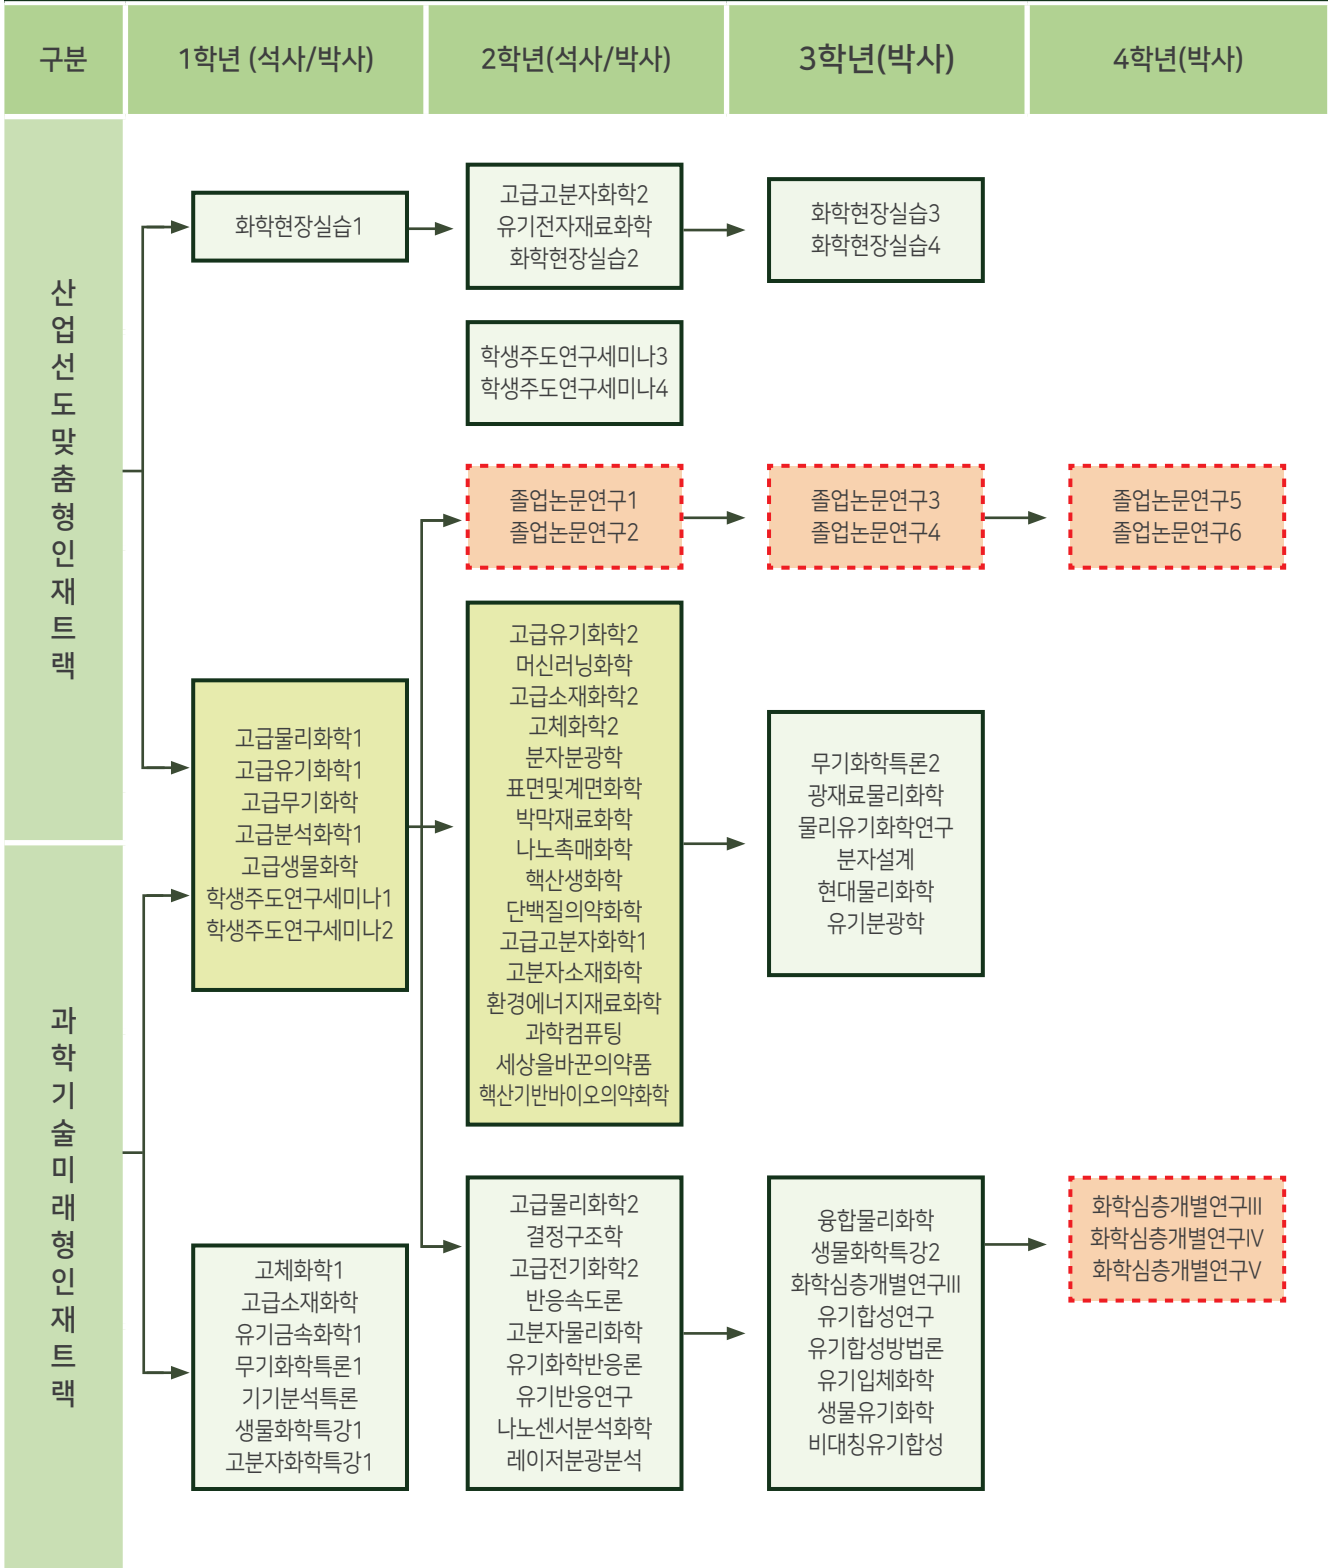 구분
1학년 (석사/박사)
2학년(석사/박사)
3학년(박사)
4학년(박사)
산업선도맞춤형인재트랙
화학현장실습1
고급고분자화학2
유기전자재료화학
화학현장실습2
화학현장실습3
화학현장실습4
학생주도연구세미나3
학생주도연구세미나4
졸업논문연구1
졸업논문연구2
졸업논문연구3
졸업논문연구4
졸업논문연구5
졸업논문연구6
고급물리화학1
고급유기화학1
고급무기화학
고급분석화학1
고급생물화학
학생주도연구세미나1
학생주도연구세미나2
고급유기화학2
머신러닝화학
고급소재화학2
고체화학2
분자분광학
표면및계면화학
박막재료화학
나노촉매화학
핵산생화학
단백질의약화학
고급고분자화학1
고분자소재화학
환경에너지재료화학
과학컴퓨팅
세상을바꾼의약품
핵산기반바이오의약화학
무기화학특론2
광재료물리화학
물리유기화학연구
분자설계
현대물리화학
유기분광학
과학기술미래형인재트랙
고체화학1
고급소재화학
유기금속화학1
무기화학특론1
기기분석특론
생물화학특강1
고분자화학특강1
고급물리화학2
결정구조학
고급전기화학2
반응속도론
고분자물리화학
유기화학반응론
유기반응연구
나노센서분석화학
레이저분광분석
융합물리화학
생물화학특강2
화학심층개별연구III
유기합성연구
유기합성방법론
유기입체화학
생물유기화학
비대칭유기합성
화학심층개별연구III
화학심층개별연구IV
화학심층개별연구V